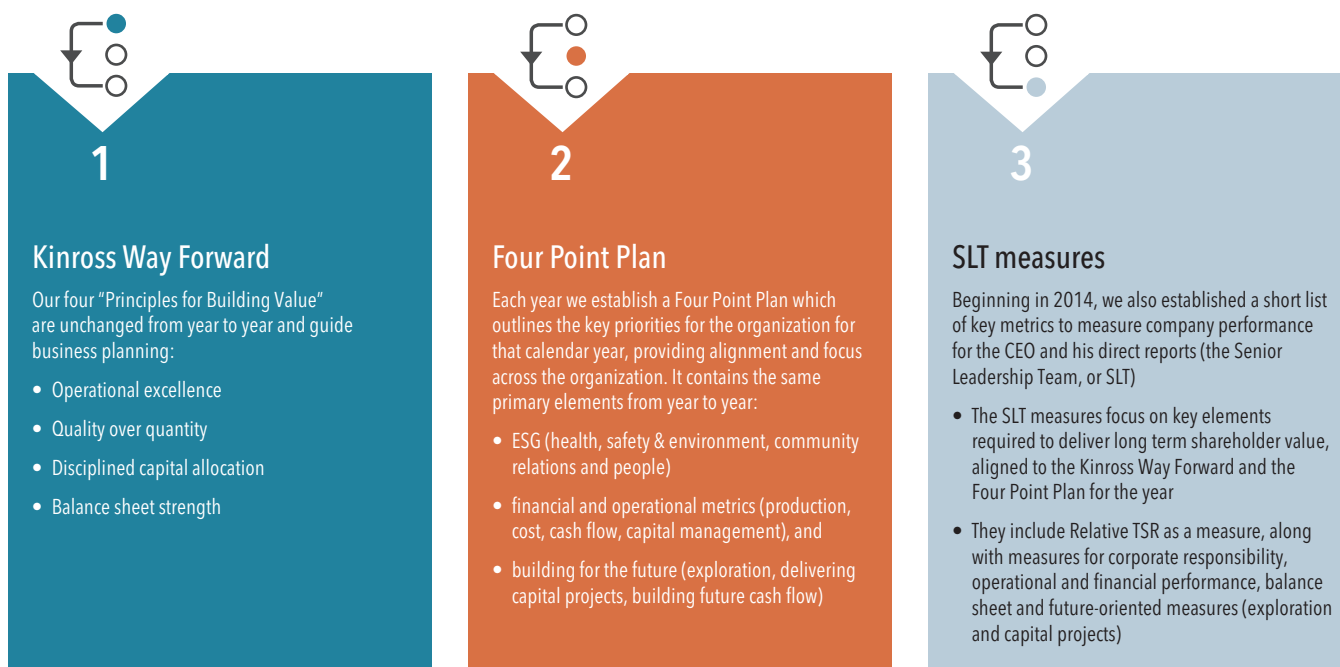 1
Kinross Way Forward
Our four "Principles for Building Value"
are unchanged from year to year and guide
business planning:
• Operational excellence
• Quality over quantity
• Disciplined capital allocation
• Balance sheet strength
2
Four Point Plan
Each year we establish a Four Point Plan which
outlines the key priorities for the organization for
that calendar year, providing alignment and focus
across the organization. It contains the same
primary elements from year to year:
• ESG (health, safety & environment, community
relations and people)
• financial and operational metrics (production,
cost, cash flow, capital management), and
• building for the future (exploration, delivering
capital projects, building future cash flow)
3
SLT measures
Beginning in 2014, we also established a short list
of key metrics to measure company performance
for the CEO and his direct reports (the Senior
Leadership Team, or SLT)
• The SLT measures focus on key elements
required to deliver long term shareholder value,
aligned to the Kinross Way Forward and the
Four Point Plan for the year
• They include Relative TSR as a measure, along
with measures for corporate responsibility,
operational and financial performance, balance
sheet and future-oriented measures (exploration
and capital projects)